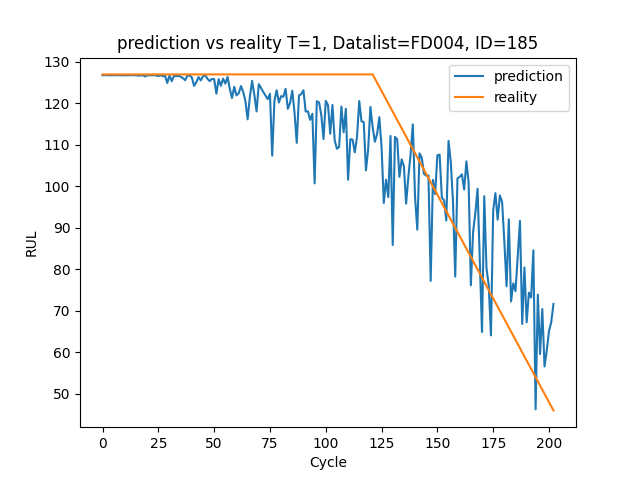 prediction vs reality T=1, Datalist=FD004, ID=185
prediction
reality
RUL
130
120
110
100
90
80
70
60
50
0 25 50 75 100 125 150 175 200
Cycle